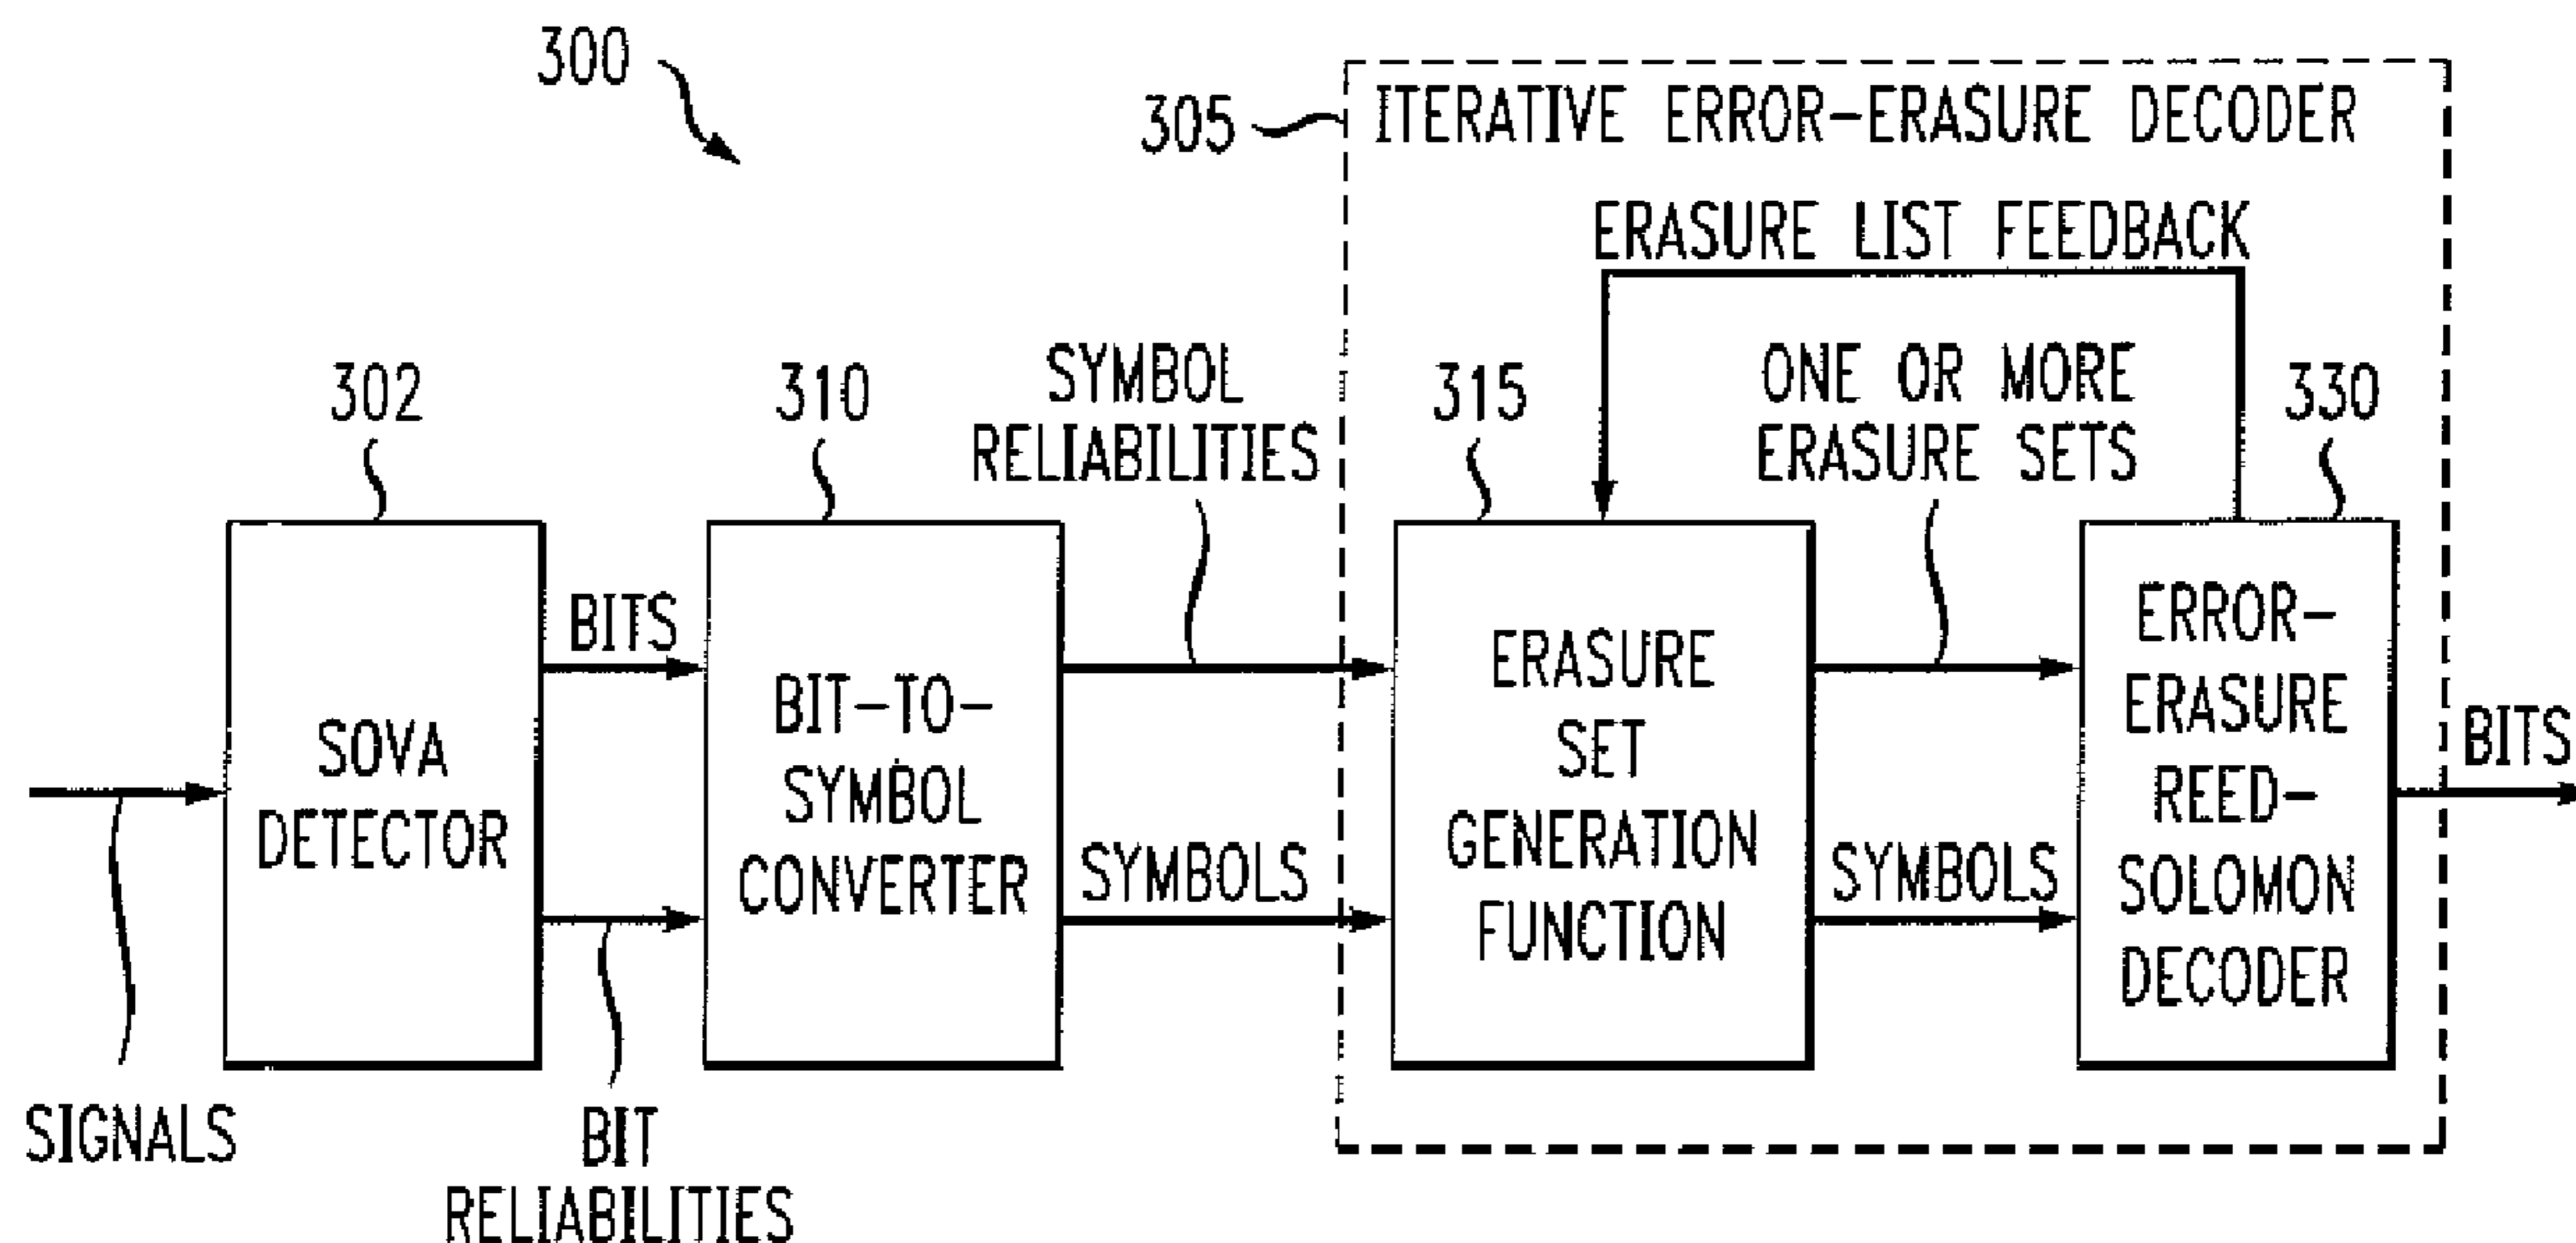 300
305
ITERATIVE ERROR-ERASURE DECODER
ERASURE LIST FEEDBACK
302
310
SYMBOL
RELIABILITIES
315
ONE OR MORE
ERASURE SETS
330
SOVA
DETECTOR
BITS
BIT-TO-
SYMBOL
CONVERTER
SYMBOLS
ERASURE
SET
GENERATION
FUNCTION
SYMBOLS
ERROR-
ERASURE
REED-
SOLOMON
DECODER
BITS
SIGNALS
BIT
RELIABILITIES